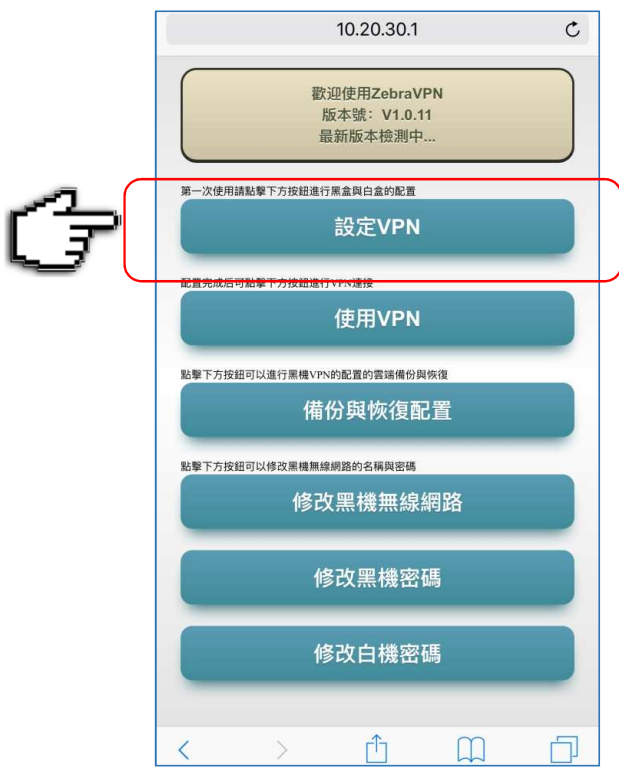 10.20.30.1
歡迎使用ZebraVPN
版本號：V1.0.11
最新版本檢測中...
第一次使用請點擊下方按鈕進行黑盒與白盒的配置
設定VPN
配置完成后可點擊下方按鈕進行VPN連接
使用VPN
點擊下方按鈕可以進行黑機VPN的配置的雲端備份與恢復
備份與恢復配置
點擊下方按鈕可以修改黑機無線網路的名稱與密碼
修改黑機無線網路
修改黑機密碼
修改白機密碼